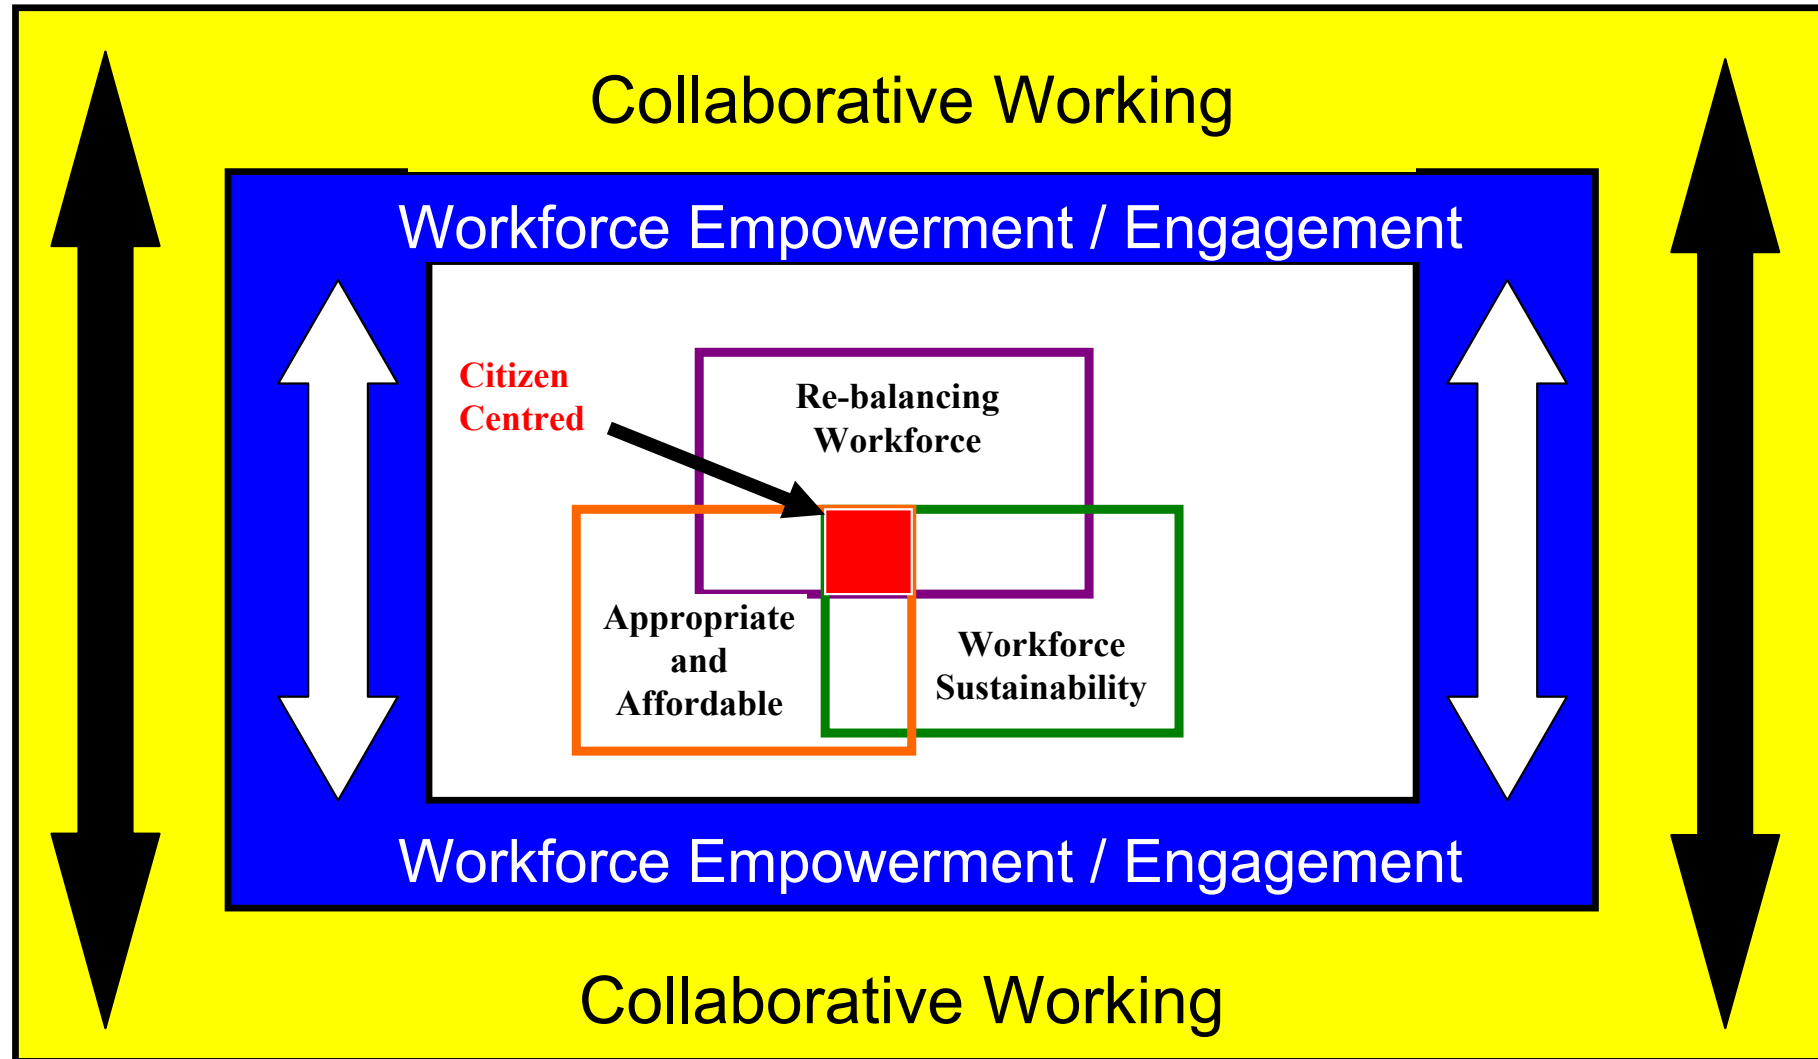 Collaborative Working
Workforce Empowerment / Engagement
Citizen
Centred
Re-balancing
Workforce
Appropriate
and
Affordable
Workforce
Sustainability
Workforce Empowerment / Engagement
Collaborative Working